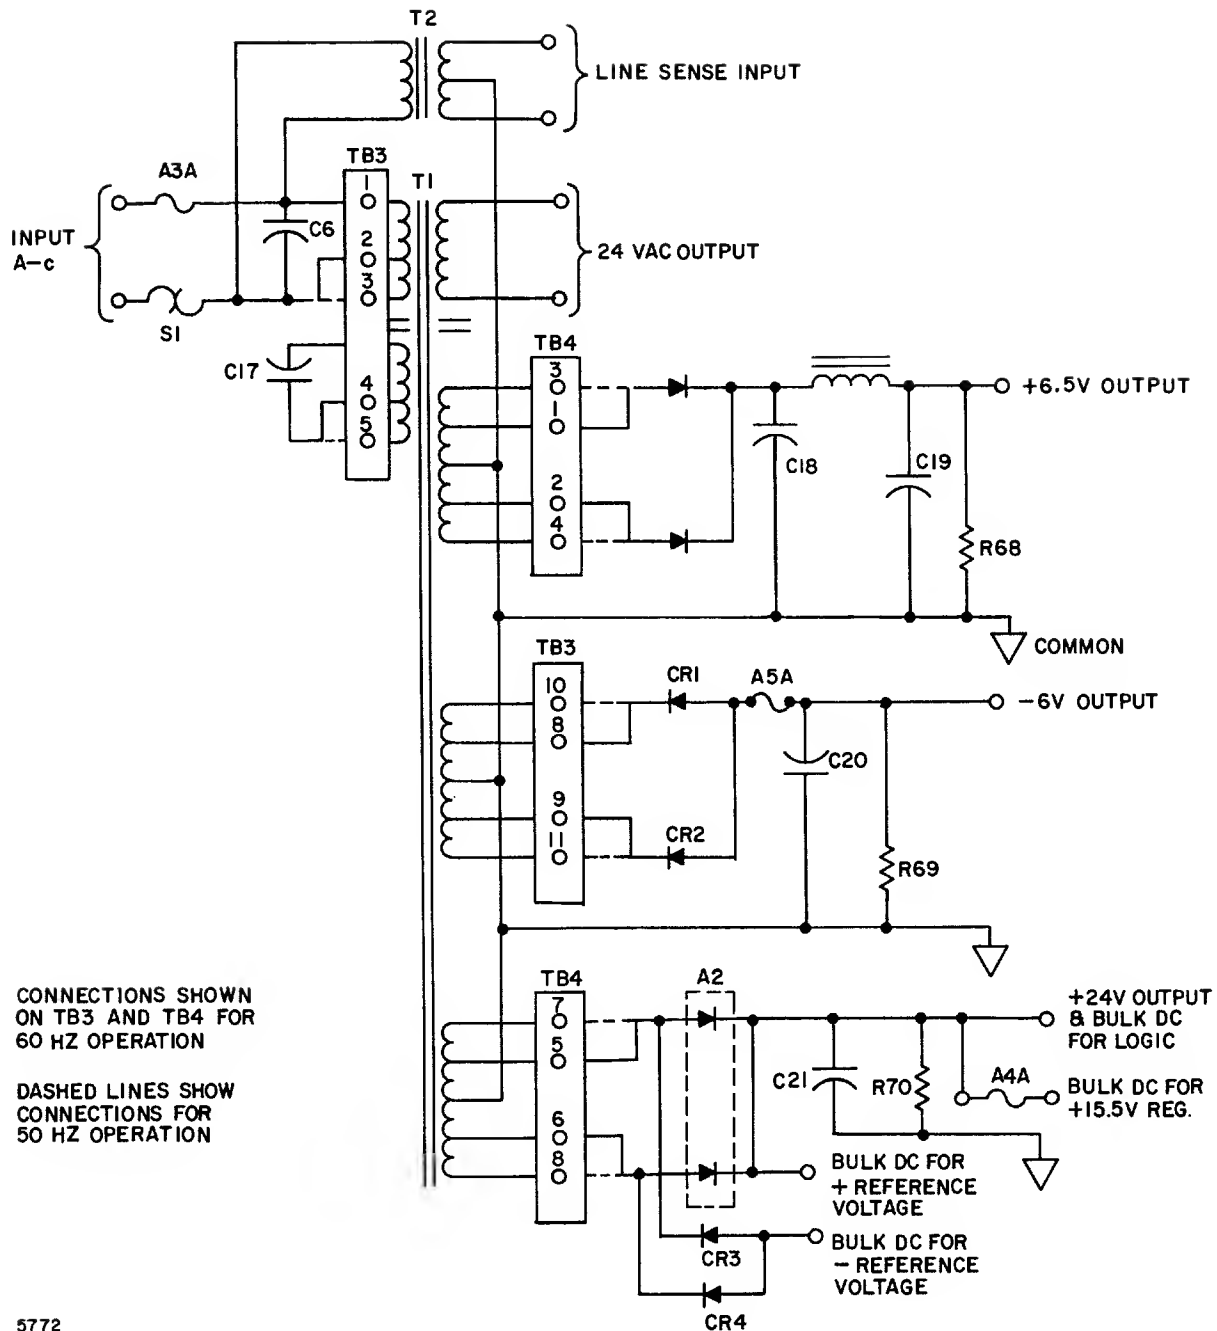 T2
LINE SENSE INPUT
TB3
A3A
1
T1
INPUT
A-c
C6
2
3
24 VAC OUTPUT
S1
C17
4
5
TB4
3
1
2
4
+6.5V OUTPUT
C18
C19
R68
COMMON
TB3
10
8
9
11
CR1
A5A
-6V OUTPUT
C20
CR2
R69
CONNECTIONS SHOWN
ON TB3 AND TB4 FOR
60 HZ OPERATION
DASHED LINES SHOW
CONNECTIONS FOR
50 HZ OPERATION
TB4
7
5
6
8
A2
+24V OUTPUT
& BULK DC
FOR LOGIC
C21
R70
A4A
BULK DC FOR
+15.5V REG.
BULK DC FOR
+ REFERENCE
VOLTAGE
CR3
BULK DC FOR
- REFERENCE
VOLTAGE
CR4
5772